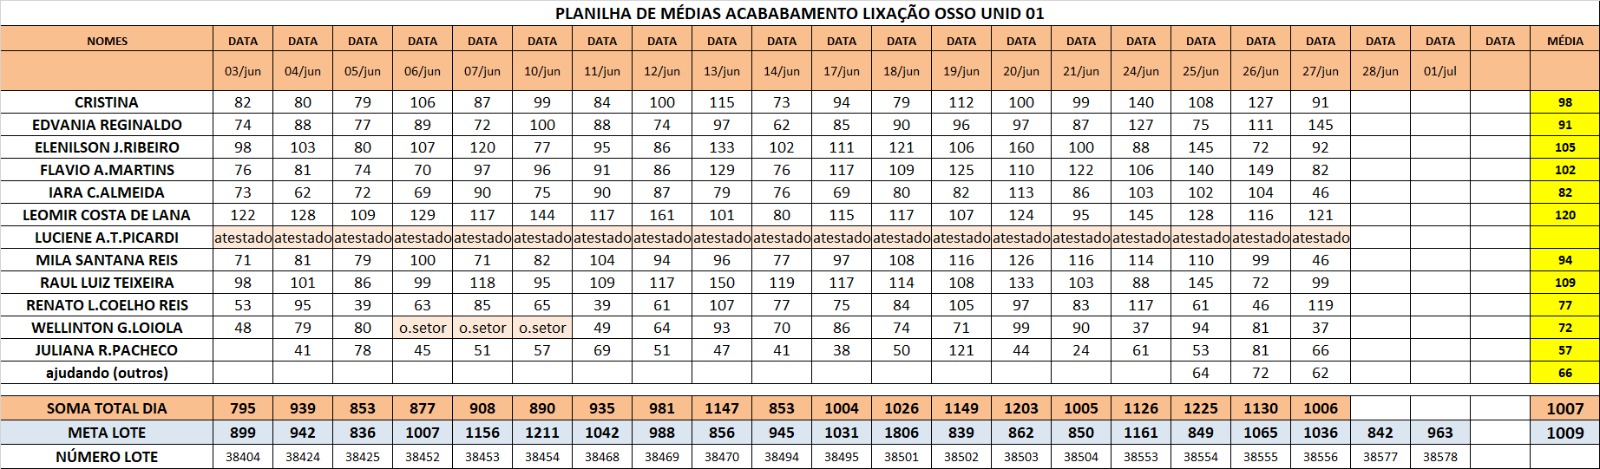 PLANILHA DE MÉDIAS ACABABAMENTO LIXAÇÃO OSSO UNID 01
NOMES DATA DATA DATA DATA DATA DATA DATA DATA DATA DATA DATA DATA DATA DATA DATA DATA DATA DATA DATA DATA DATA DATA MÉDIA
03/jun 04/jun 05/jun 06/jun 07/jun 10/jun 11/jun 12/jun 13/jun 14/jun 17/jun 18/jun 19/jun 20/jun 21/jun 24/jun 25/jun 26/jun 27/jun 28/jun 01/jul
CRISTINA 82 80 79 106 87 99 84 100 115 73 94 79 112 100 99 140 108 127 91 98
EDVANIA REGINALDO 74 88 77 89 72 100 88 74 97 62 85 90 96 97 87 127 75 111 145 91
ELENILSON J.RIBEIRO 98 103 80 107 120 77 95 86 133 102 111 121 106 160 100 88 145 72 92 105
FLAVIO A.MARTINS 76 81 74 70 97 96 91 86 129 76 117 109 125 110 122 106 140 149 82 102
IARA C.ALMEIDA 73 62 72 69 90 75 90 87 79 76 69 80 82 113 86 103 102 104 46 82
LEOMIR COSTA DE LANA 122 128 109 129 117 144 117 161 101 80 115 117 107 124 95 145 128 116 121 120
LUCIENE A.T.PICARDI atestado atestado atestado atestado atestado atestado atestado atestado atestado atestado atestado atestado atestado atestado atestado atestado atestado atestado atestado
MILA SANTANA REIS 71 81 79 100 71 82 104 94 96 77 97 108 116 126 116 114 110 99 46 94
RAUL LUIZ TEIXEIRA 98 101 86 99 118 95 109 117 150 119 117 114 108 133 103 88 145 72 99 109
RENATO L.COELHO REIS 53 95 39 63 85 65 39 61 107 77 75 84 105 97 83 117 61 46 119 77
WELLINTON G.LOIOLA 48 79 80 o.setor o.setor o.setor 49 64 93 70 86 74 71 99 90 37 94 81 37 72
JULIANA R.PACHECO 41 78 45 51 57 69 51 47 41 38 50 121 44 24 61 53 81 66 57
ajudando (outros) 64 72 62 66
SOMA TOTAL DIA 795 939 853 877 908 890 935 981 1147 853 1004 1026 1149 1203 1005 1126 1225 1130 1006 1007
META LOTE 899 942 836 1007 1156 1211 1042 988 856 945 1031 1806 839 862 850 1161 849 1065 1036 842 963 1009
NÚMERO LOTE 38404 38424 38425 38452 38453 38454 38468 38469 38470 38494 38495 38501 38502 38503 38504 38553 38554 38555 38556 38577 38578